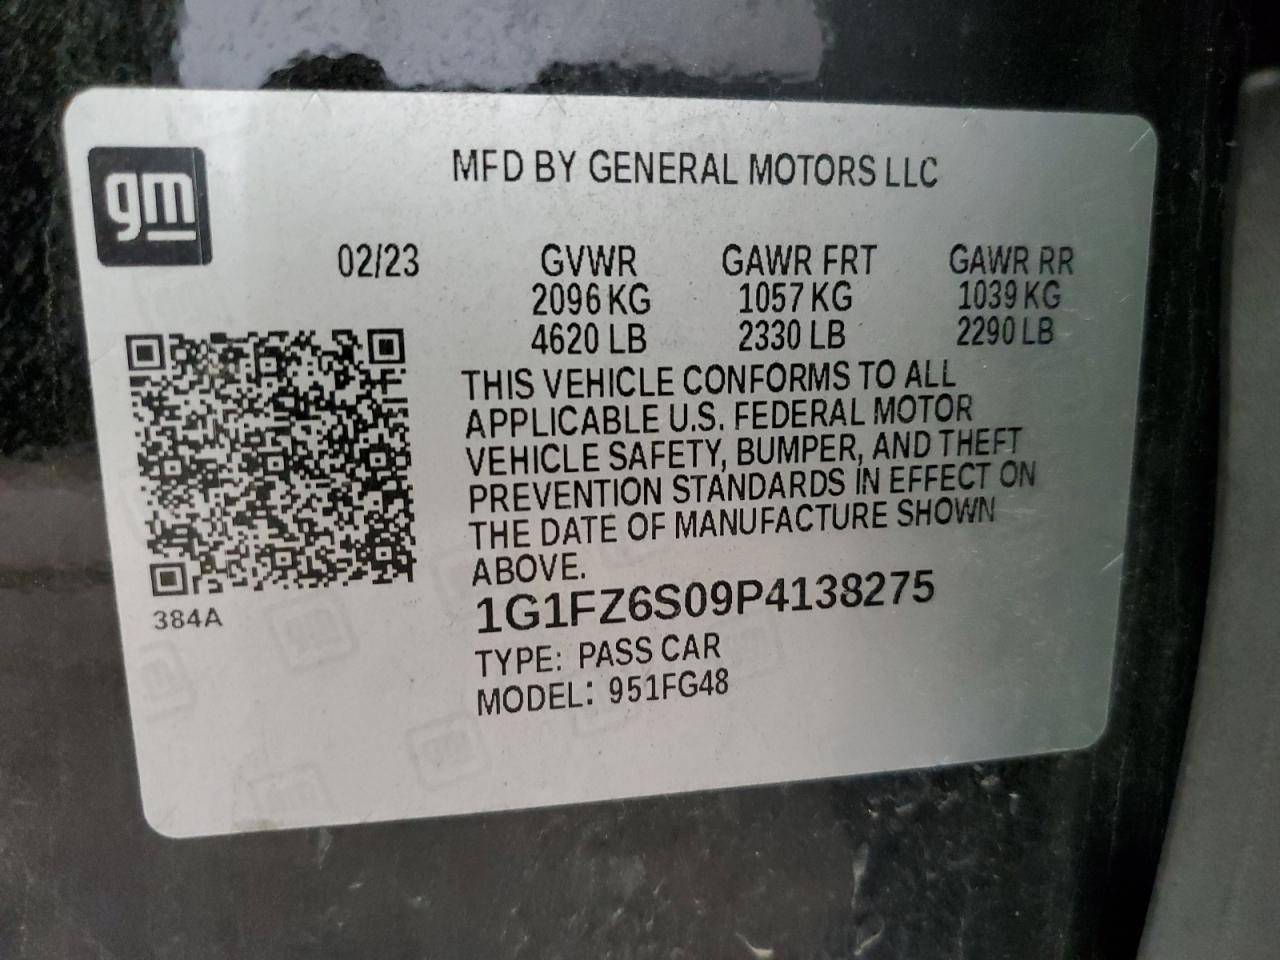 gm
MFD BY GENERAL MOTORS LLC
02/23 GVWR GAWR FRT GAWR RR
2096 KG 1057 KG 1039 KG
4620 LB 2330 LB 2290 LB
THIS VEHICLE CONFORMS TO ALL
APPLICABLE U.S. FEDERAL MOTOR
VEHICLE SAFETY, BUMPER, AND THEFT
PREVENTION STANDARDS IN EFFECT ON
THE DATE OF MANUFACTURE SHOWN
ABOVE.
384A
1G1FZ6S09P4138275
TYPE: PASS CAR
MODEL: 951FG48